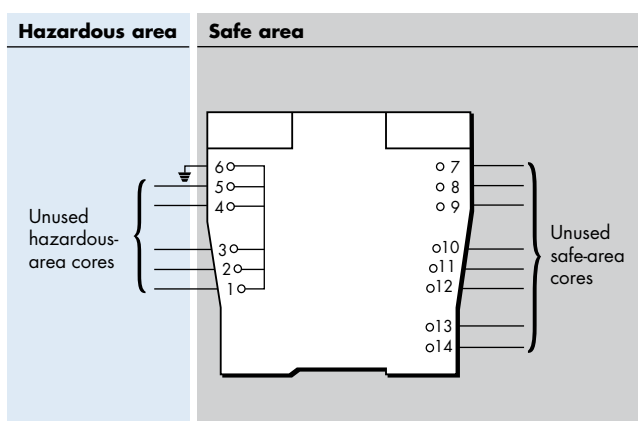 Hazardous area
Safe area
6
5
4
3
2
1
7
8
9
10
11
12
13
14
Unused
hazardous-
area cores
Unused
safe-area
cores